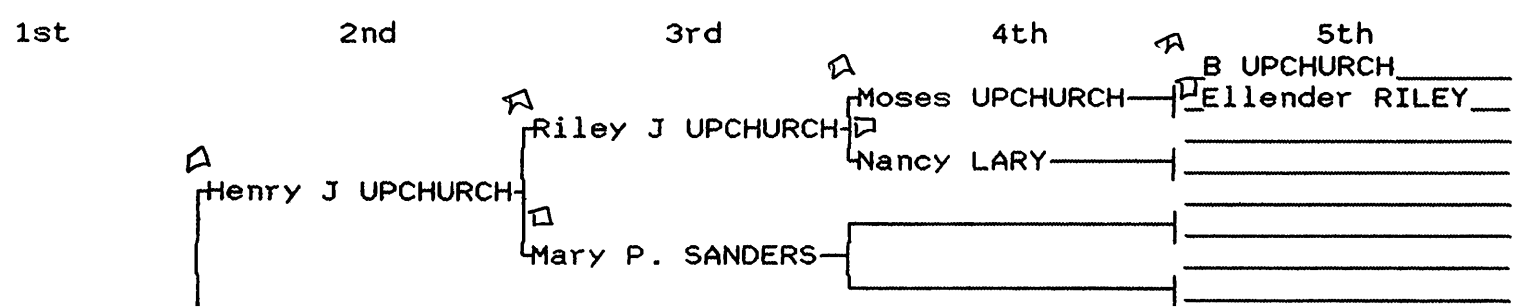 1st 2nd 3rd 4th 5th
B UPCHURCH
Moses UPCHURCH Ellender RILEY
Riley J UPCHURCH
Nancy LARY
Henry J UPCHURCH
Mary P. SANDERS